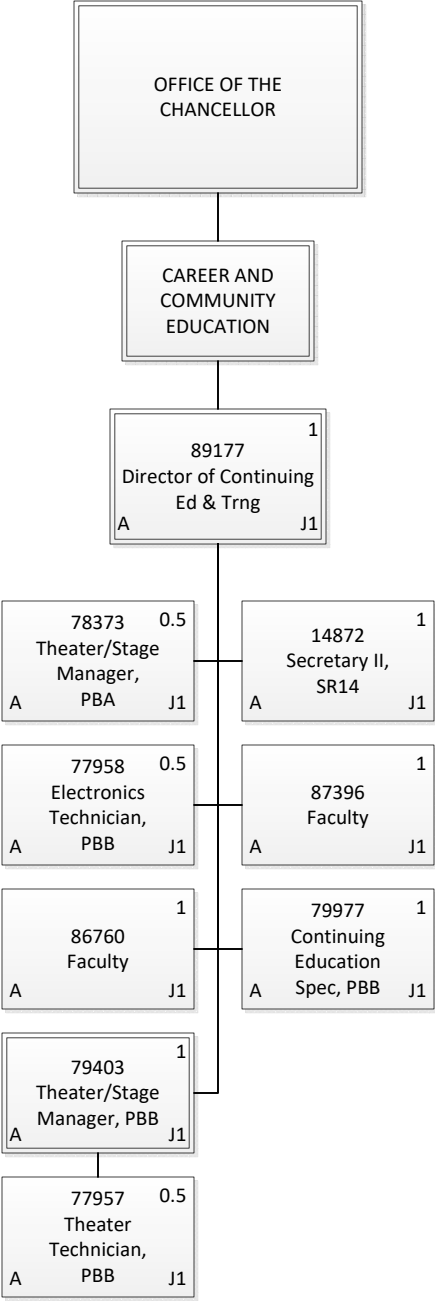 OFFICE OF THE
CHANCELLOR
CAREER AND
COMMUNITY
EDUCATION
1
89177
Director of Continuing
Ed & Trng
A J1
78373 0.5
Theater/Stage
Manager,
PBA
A J1
1
14872
Secretary II,
SR14
A J1
77958 0.5
Electronics
Technician,
PBB
A J1
1
87396
Faculty
A J1
1
86760
Faculty
A J1
79977 1
Continuing
Education
Spec, PBB
A J1
1
79403
Theater/Stage
Manager, PBB
A J1
77957 0.5
Theater
Technician,
PBB
A J1